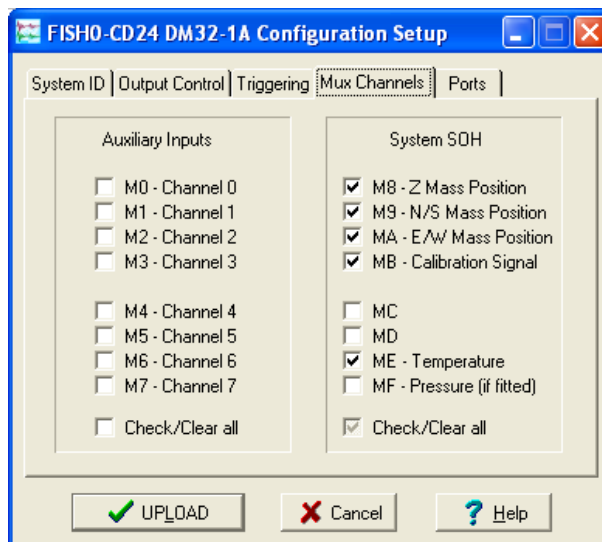 FISH0-CD24 DM32-1A Configuration Setup
System ID Output Control Triggering Mux Channels Ports
Auxiliary Inputs
M0 - Channel 0
M1 - Channel 1
M2 - Channel 2
M3 - Channel 3
M4 - Channel 4
M5 - Channel 5
M6 - Channel 6
M7 - Channel 7
Check/Clear all
System SOH
M8 - Z Mass Position
M9 - N/S Mass Position
MA - E/W Mass Position
MB - Calibration Signal
MC
MD
ME - Temperature
MF - Pressure (if fitted)
Check/Clear all
UPLOAD Cancel ? Help